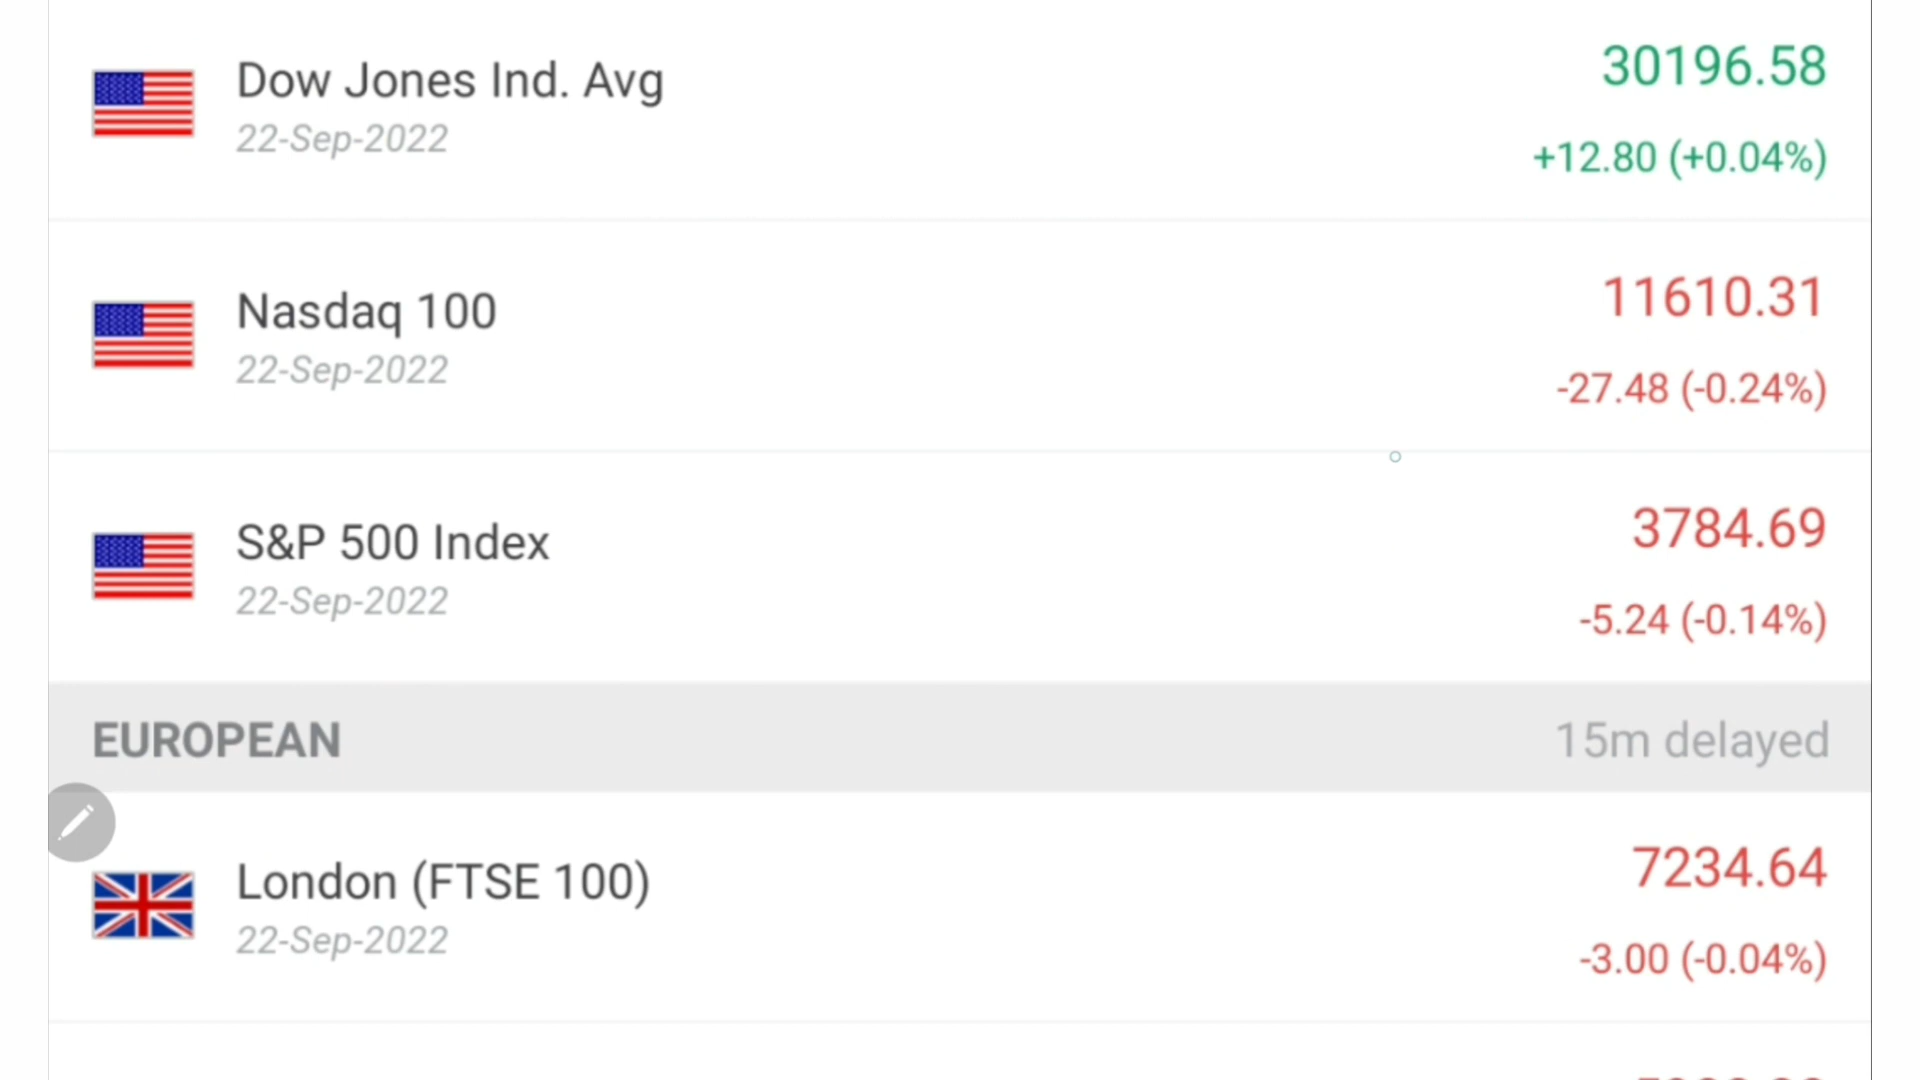 Dow Jones Ind. Avg
30196.58
22-Sep-2022
+12.80 (+0.04%)
Nasdaq 100
11610.31
22-Sep-2022
-27.48 (-0.24%)
S&P 500 Index
3784.69
22-Sep-2022
-5.24 (-0.14%)
EUROPEAN
15m delayed
London (FTSE 100)
7234.64
22-Sep-2022
-3.00 (-0.04%)